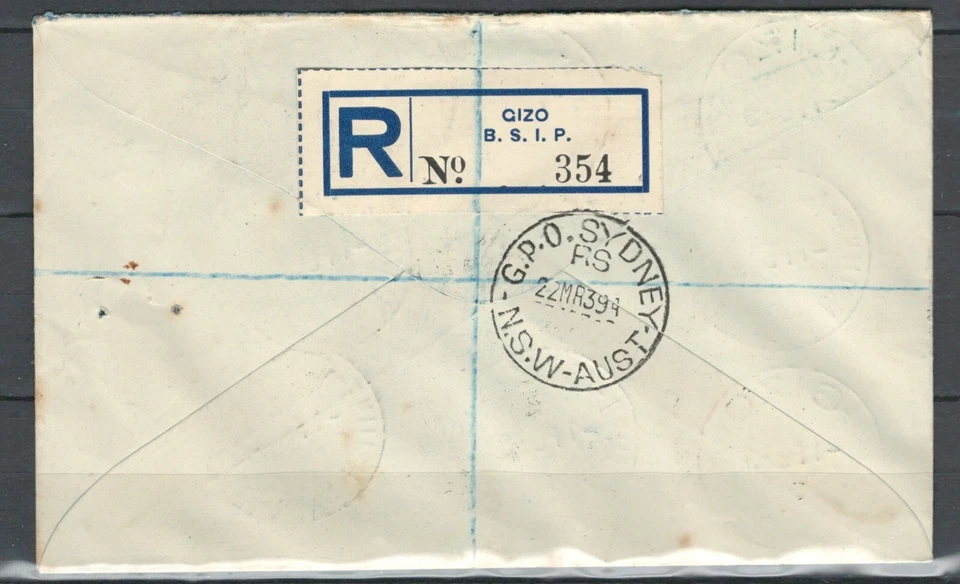 R
GIZO
B. S. I. P.
No. 354
G.P.O. SYDNEY
RS
22MR39
N.S.W-AUST.